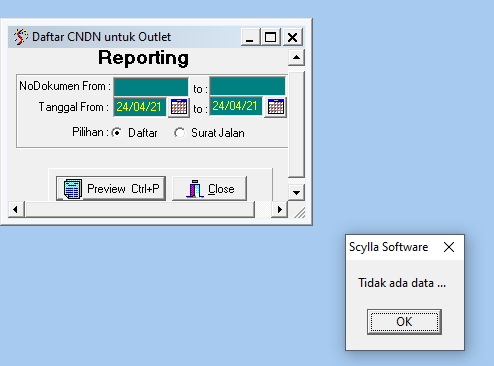 Daftar CNDN untuk Outlet
Reporting
NoDokumen From : to :
Tanggal From : 24/04/21 to : 24/04/21
Pilihan : Daftar Surat Jalan
Preview Ctrl+P Close
Scylla Software
Tidak ada data ...
OK